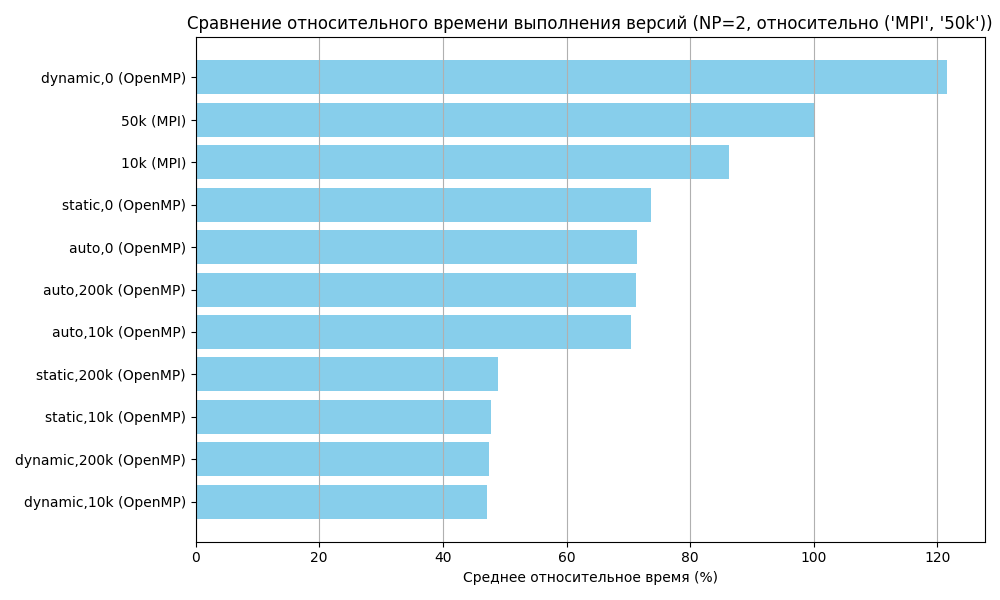 Сравнение относительного времени выполнения версий (NP=2, относительно ('MPI', '50k'))
dynamic,0 (OpenMP)
50k (MPI)
10k (MPI)
static,0 (OpenMP)
auto,0 (OpenMP)
auto,200k (OpenMP)
auto,10k (OpenMP)
static,200k (OpenMP)
static,10k (OpenMP)
dynamic,200k (OpenMP)
dynamic,10k (OpenMP)
0 20 40 60 80 100 120
Среднее относительное время (%)